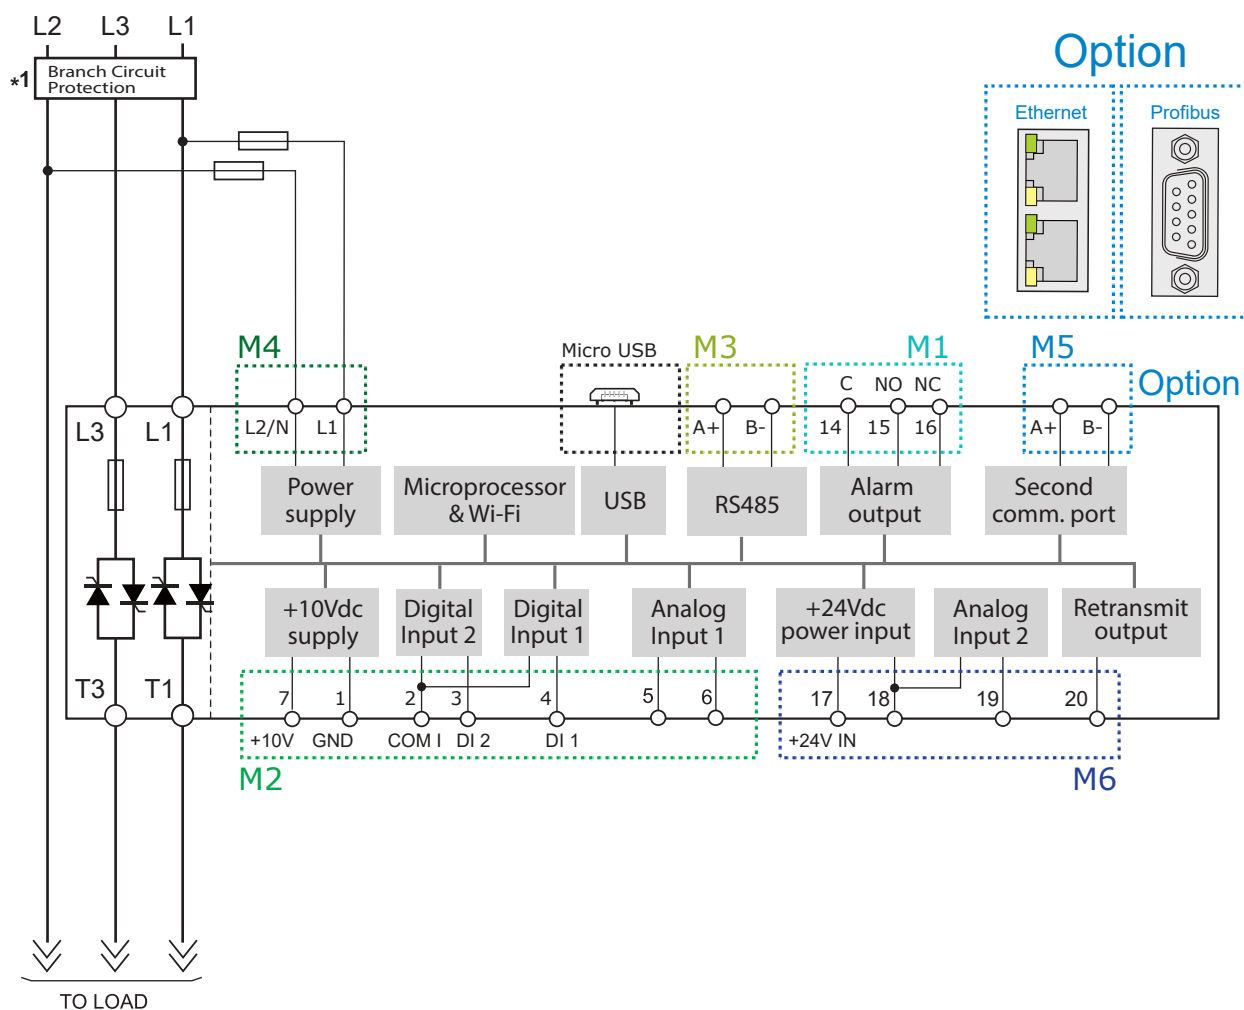 L2 L3 L1
*1 Branch Circuit
Protection
Option
Ethernet Profibus
M4 Micro USB M3 M1 M5
Option
C NO NC
L3 L1 L2/N L1 A+ B- 14 15 16 A+ B-
Power
supply
Microprocessor
& Wi-Fi
USB
RS485
Alarm
output
Second
comm. port
+10Vdc
supply
Digital
Input 2
Digital
Input 1
Analog
Input 1
+24Vdc
power input
Analog
Input 2
Retransmit
output
T3 T1 7 1 2 3 4 5 6 17 18 19 20
+10V GND COM I DI 2 DI 1 +24V IN
M2 M6
TO LOAD